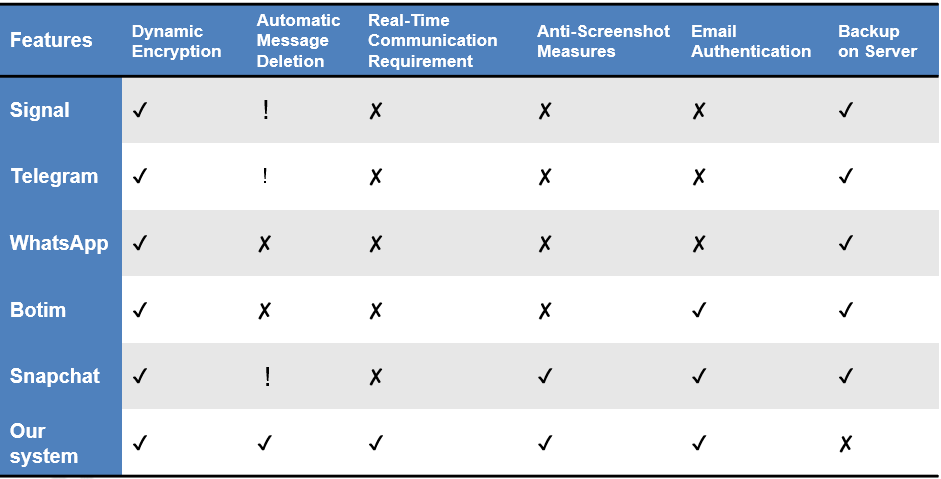 Features Dynamic Encryption Automatic Message Deletion Real-Time Communication Requirement Anti-Screenshot Measures Email Authentication Backup on Server
Signal ✓ ! ✗ ✗ ✗ ✓
Telegram ✓ ! ✗ ✗ ✗ ✓
WhatsApp ✓ ✗ ✗ ✗ ✗ ✓
Botim ✓ ✗ ✗ ✗ ✓ ✓
Snapchat ✓ ! ✗ ✓ ✓ ✓
Our system ✓ ✓ ✓ ✓ ✓ ✗